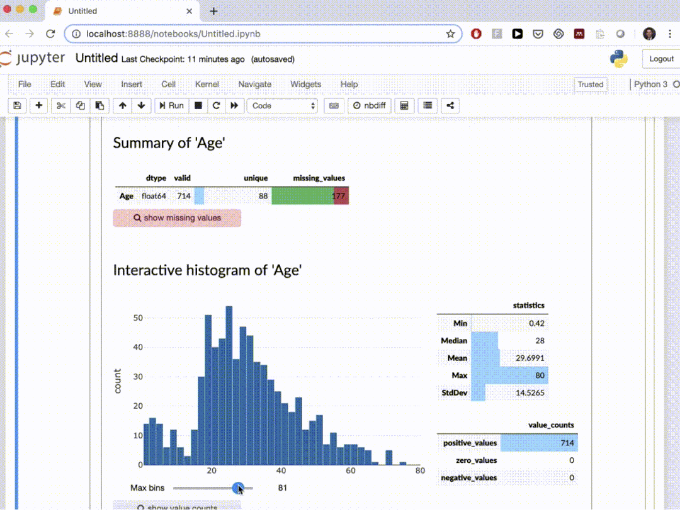 Untitled
localhost:8888/notebooks/Untitled.ipynb
jupyter Untitled Last Checkpoint: 11 minutes ago (autosaved)
Logout
File Edit View Insert Cell Kernel Navigate Widgets Help
Trusted
Python 3
Run
Code
nbdiff
Summary of 'Age'
dtype valid unique missing_values
Age float64 714 88 177
show missing values
Interactive histogram of 'Age'
statistics
Min 0.42
Median 28
Mean 29.6991
Max 80
StdDev 14.5265
value_counts
positive_values 714
zero_values 0
negative_values 0
count
50
40
30
20
10
0
20 40 60 80
Max bins 81
show value counts